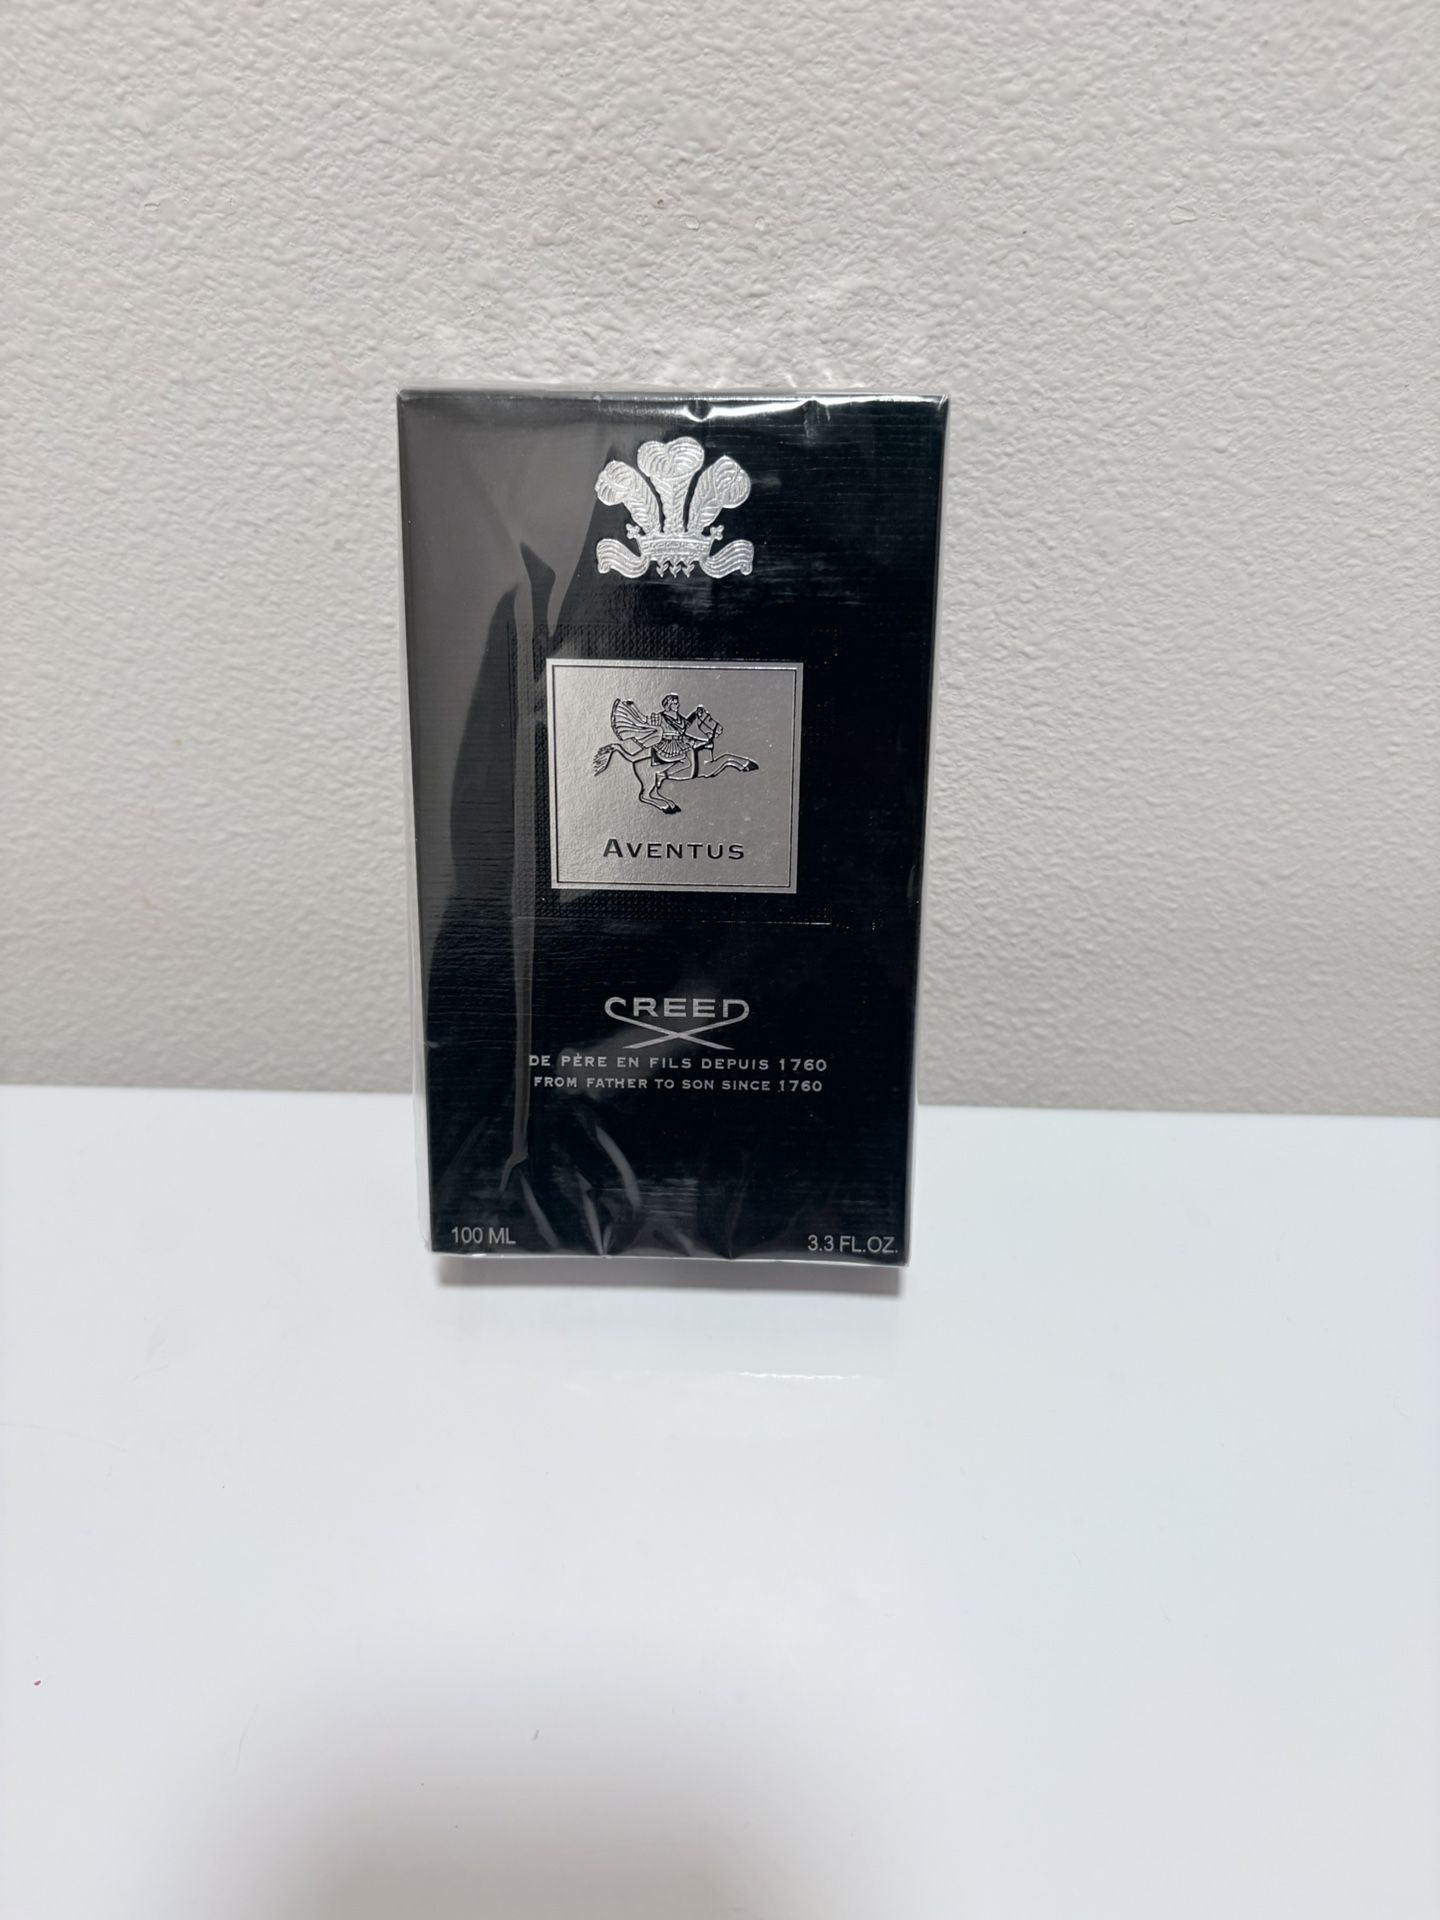 AVENTUS
CREED
DE PÈRE EN FILS DEPUIS 1760
FROM FATHER TO SON SINCE 1760
100 ML
3.3 FL.OZ.